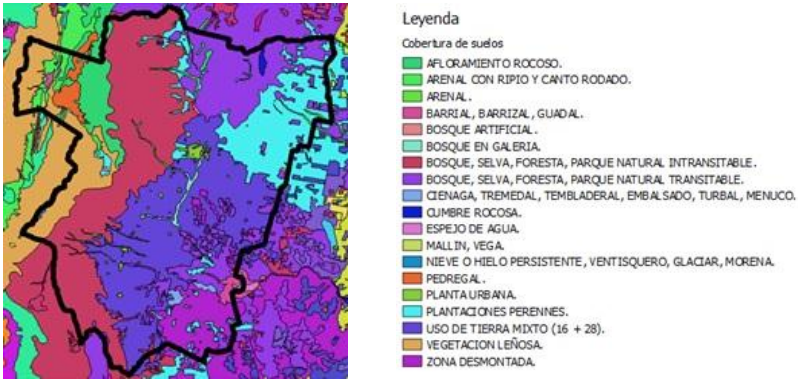 Leyenda
Cobertura de suelos
AFLORAMIENTO ROCOSO.
ARENAL CON RIPIO Y CANTO RODADO.
ARENAL.
BARRIAL, BARRIZAL, GUADAL.
BOSQUE ARTIFICIAL.
BOSQUE EN GALERIA.
BOSQUE, SELVA, FORESTA, PARQUE NATURAL INTRANSITABLE.
BOSQUE, SELVA, FORESTA, PARQUE NATURAL TRANSITABLE.
CIENAGA, TREMEDAL, TEMBLADERAL, EMBALSADO, TURBAL, MENUCO.
CUMBRE ROCOSA.
ESPEJO DE AGUA.
MALLIN, VEGA.
NIEVE O HIELO PERSISTENTE, VENTISQUERO, GLACIAR, MORENA.
PEDREGAL.
PLANTA URBANA.
PLANTACIONES PERENNES.
USO DE TIERRA MIXTO (16 + 28).
VEGETACION LEÑOSA.
ZONA DESMONTADA.